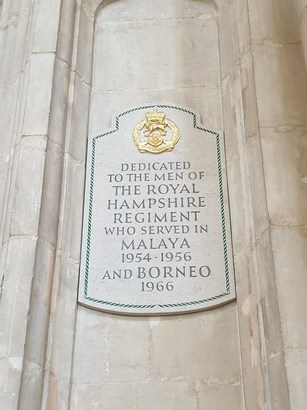 DEDICATED
TO THE MEN OF
THE ROYAL
HAMPSHIRE
REGIMENT
WHO SERVED IN
MALAYA
1954-1956
AND BORNEO
1966